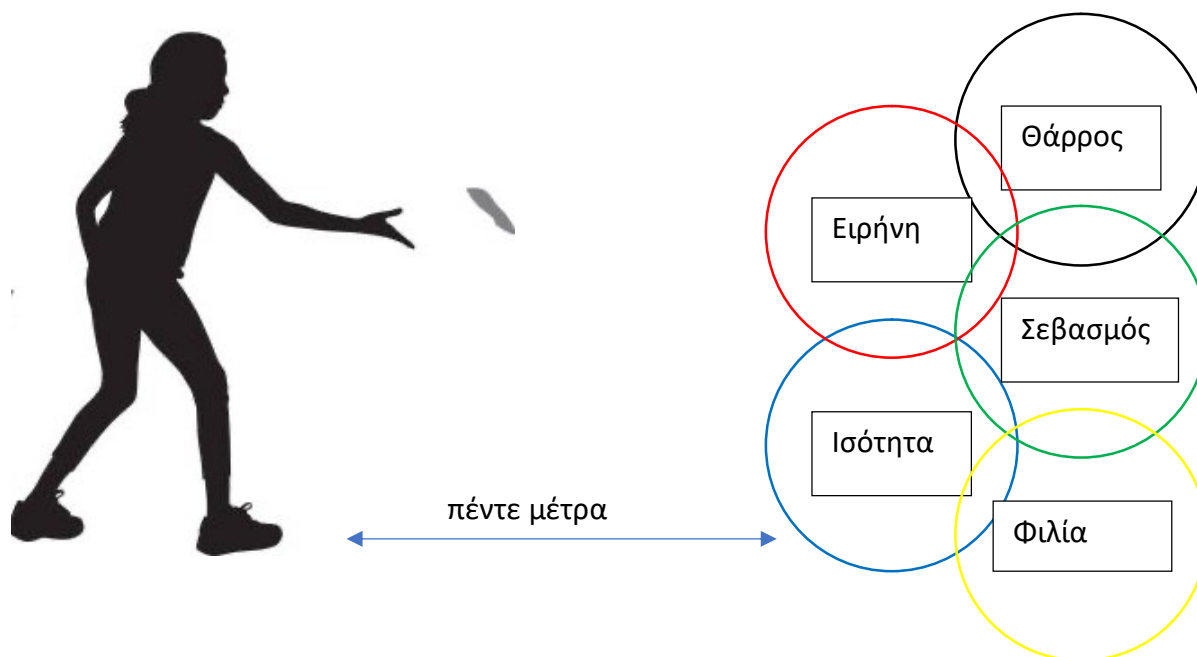 Θάρρος
Ειρήνη
Σεβασμός
Ισότητα
Φιλία
πέντε μέτρα